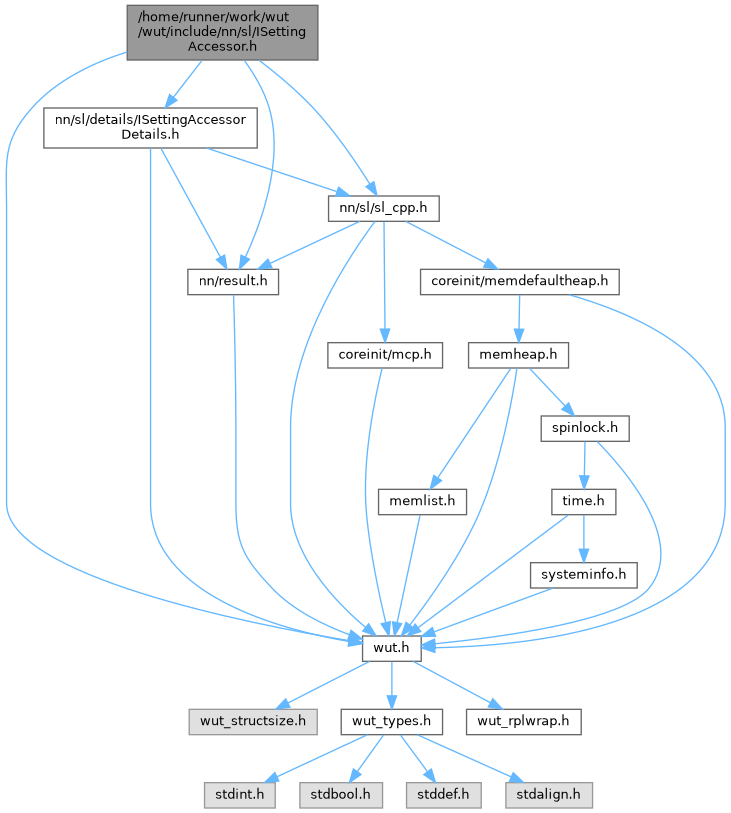 /home/runner/work/wut
/wut/include/nn/sl/ISetting
Accessor.h
nn/sl/details/ISettingAccessor
Details.h
nn/sl/sl_cpp.h
nn/result.h
coreinit/memdefaultheap.h
coreinit/mcp.h
memheap.h
spinlock.h
memlist.h
time.h
systeminfo.h
wut.h
wut_structsize.h
wut_types.h
wut_rplwrap.h
stdint.h
stdbool.h
stddef.h
stdalign.h